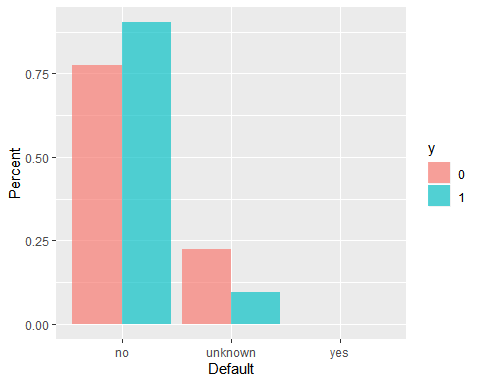 Percent
0.75
0.50
0.25
0.00
no unknown yes
Default
y
0
1